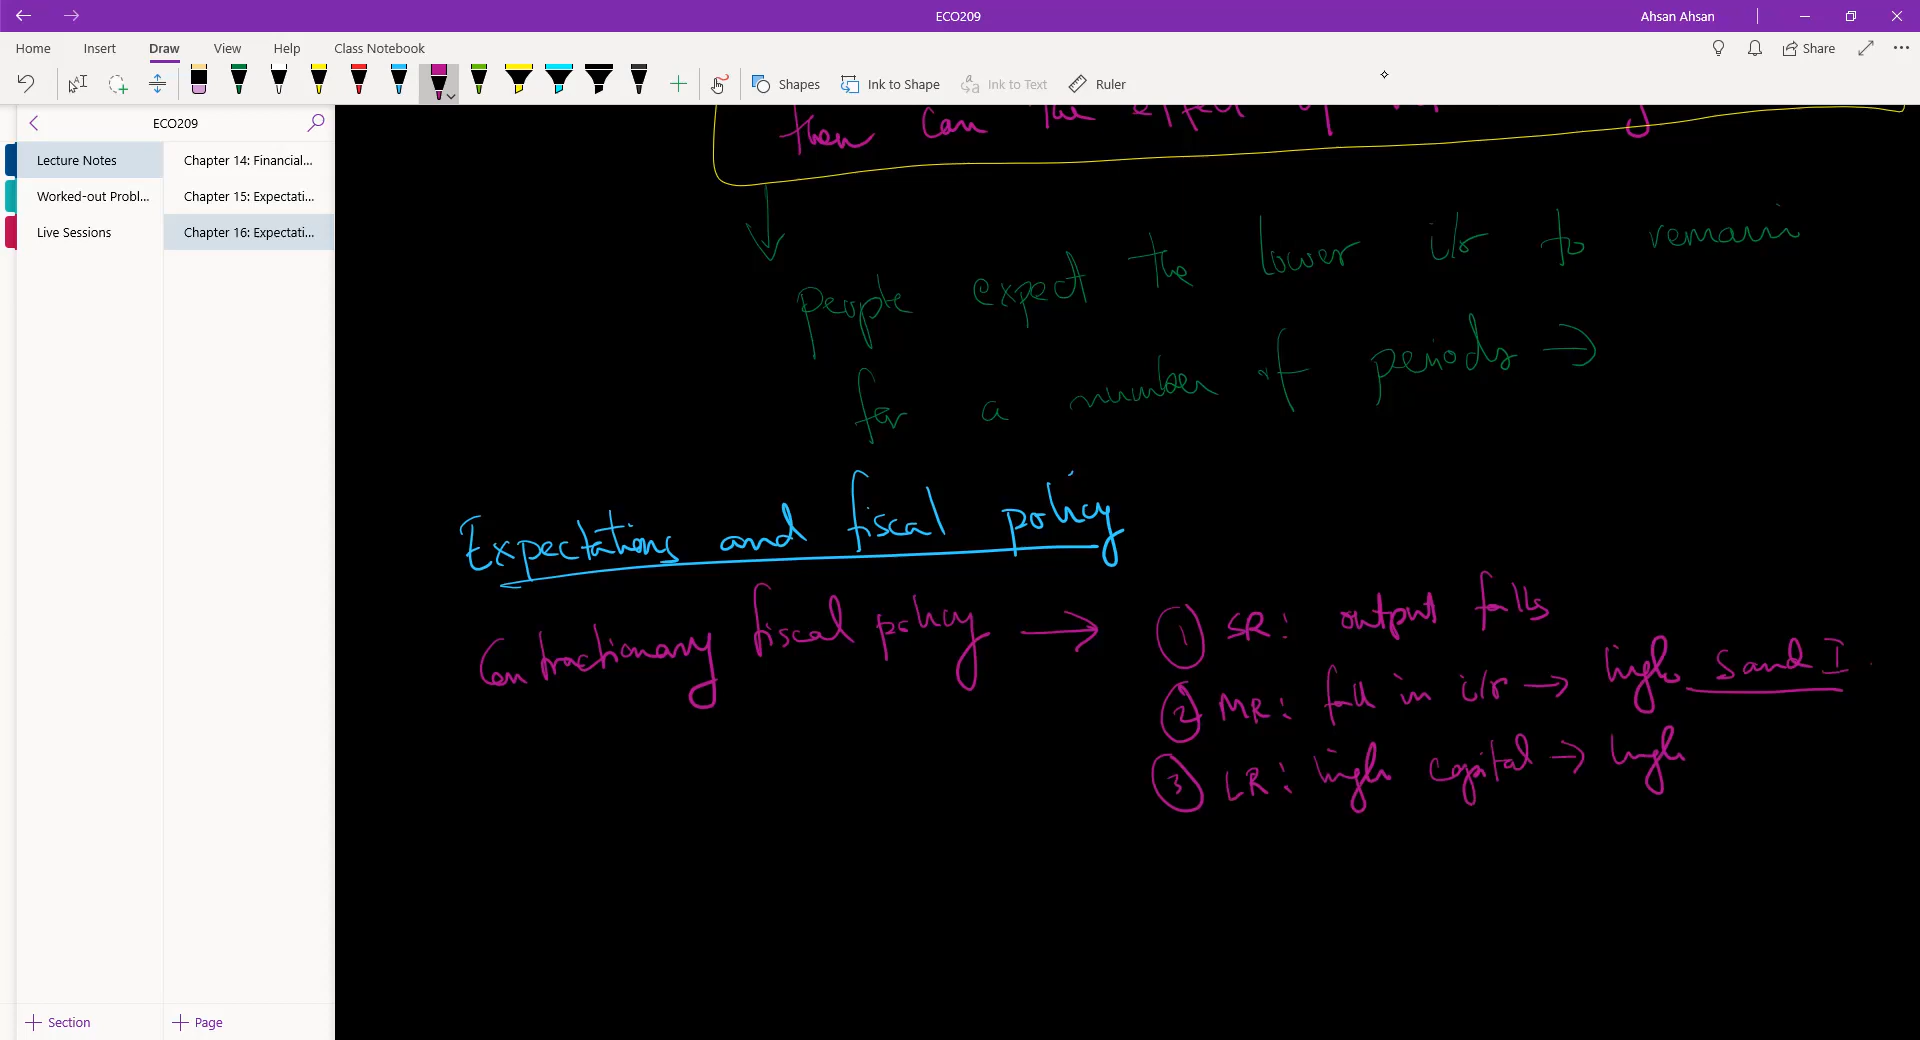 ECO209
Ahsan Ahsan
Home Insert Draw View Help Class Notebook
Share
Shapes Ink to Shape Ink to Text Ruler
ECO209
Lecture Notes
Worked-out Probl...
Live Sessions
Chapter 14: Financial...
Chapter 15: Expectati...
Chapter 16: Expectati...
then can the effect of
people expect the lower i/r to remain
for a number of periods →
Expectations and fiscal policy
Contractionary fiscal policy →
① SR: output falls
② MR: fall in i/r → high S and I
③ LR: high capital → high
+ Section
+ Page